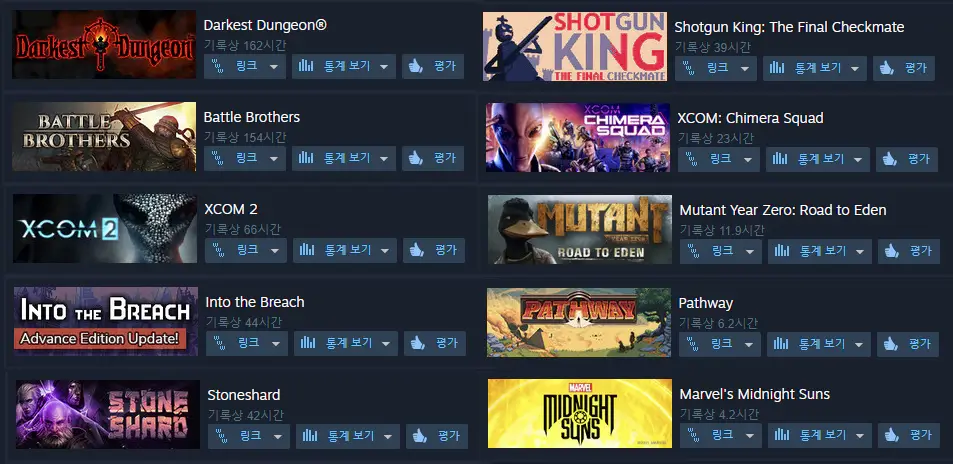 Darkest Dungeon
Darkest Dungeon®
기록상 162시간
링크
통계 보기
평가
BATTLE
BROTHERS
Battle Brothers
기록상 154시간
링크
통계 보기
평가
XCOM 2
XCOM 2
기록상 66시간
링크
통계 보기
평가
INTO THE BREACH
Advance Edition Update!
Into the Breach
기록상 44시간
링크
통계 보기
평가
STONE
SHARD
Stoneshard
기록상 42시간
링크
통계 보기
평가
SHOTGUN
KING
THE FINAL CHECKMATE
Shotgun King: The Final Checkmate
기록상 39시간
링크
통계 보기
평가
XCOM
CHIMERA
SQUAD
XCOM: Chimera Squad
기록상 23시간
링크
통계 보기
평가
MUTANT
YEAR ZERO
ROAD TO EDEN
Mutant Year Zero: Road to Eden
기록상 11.9시간
링크
통계 보기
평가
PATHWAY
Pathway
기록상 6.2시간
링크
통계 보기
평가
MARVEL
MIDNIGHT
SUNS
Marvel's Midnight Suns
기록상 4.2시간
링크
통계 보기
평가